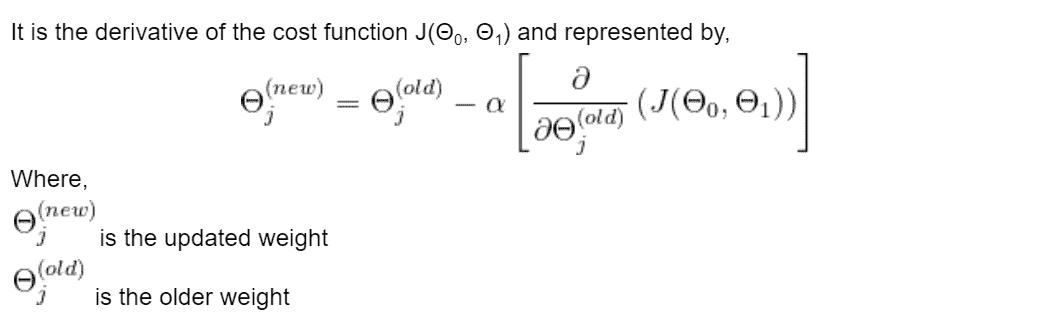 It is the derivative of the cost function J(Θ₀, Θ₁) and represented by,
Θⱼ⁽ⁿᵉʷ⁾ = Θⱼ⁽ᵒˡᵈ⁾ − α [∂/∂Θⱼ⁽ᵒˡᵈ⁾ (J(Θ₀, Θ₁))]
Where,
Θⱼ⁽ⁿᵉʷ⁾ is the updated weight
Θⱼ⁽ᵒˡᵈ⁾ is the older weight